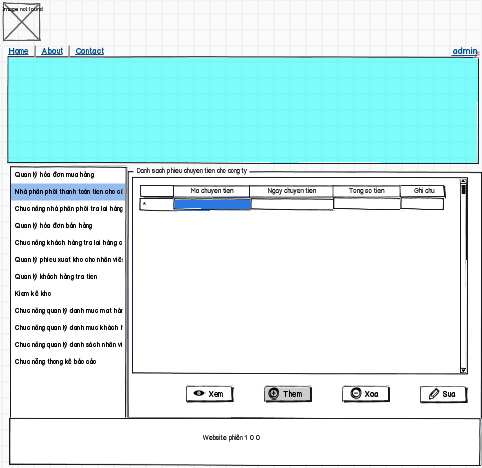 Image not found
Home | About | Contact
admin
Quan lý hóa đơn mua hàng
Nhà phân phối thanh toán tien cho cô
Chuc năng nhà phân phối tra lai hàng
Quan lý hóa đơn bán hàng
Chuc năng khách hàng tra lai hàng c
Quan lý phieu xuat kho cho nhân viê
Quan lý khách hàng tra tien
Kiem kê kho
Chuc năng quan lý danh muc mat hàn
Chuc năng quan lý danh muc khách h
Chuc năng quan lý danh sách nhân vi
Chuc năng thong kê báo cáo
Danh sach phieu chuyen tien cho cong ty
Ma chuyen tien
Ngay chuyen tien
Tong so tien
Ghi chu
*
Xem
Them
Xoa
Sua
Website phiên 1 0 0